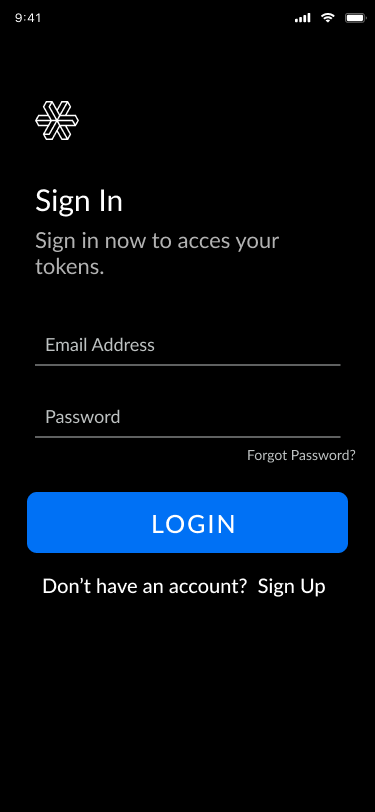 9:41
Sign In
Sign in now to acces your
tokens.
Email Address
Password
Forgot Password?
LOGIN
Don’t have an account? Sign Up